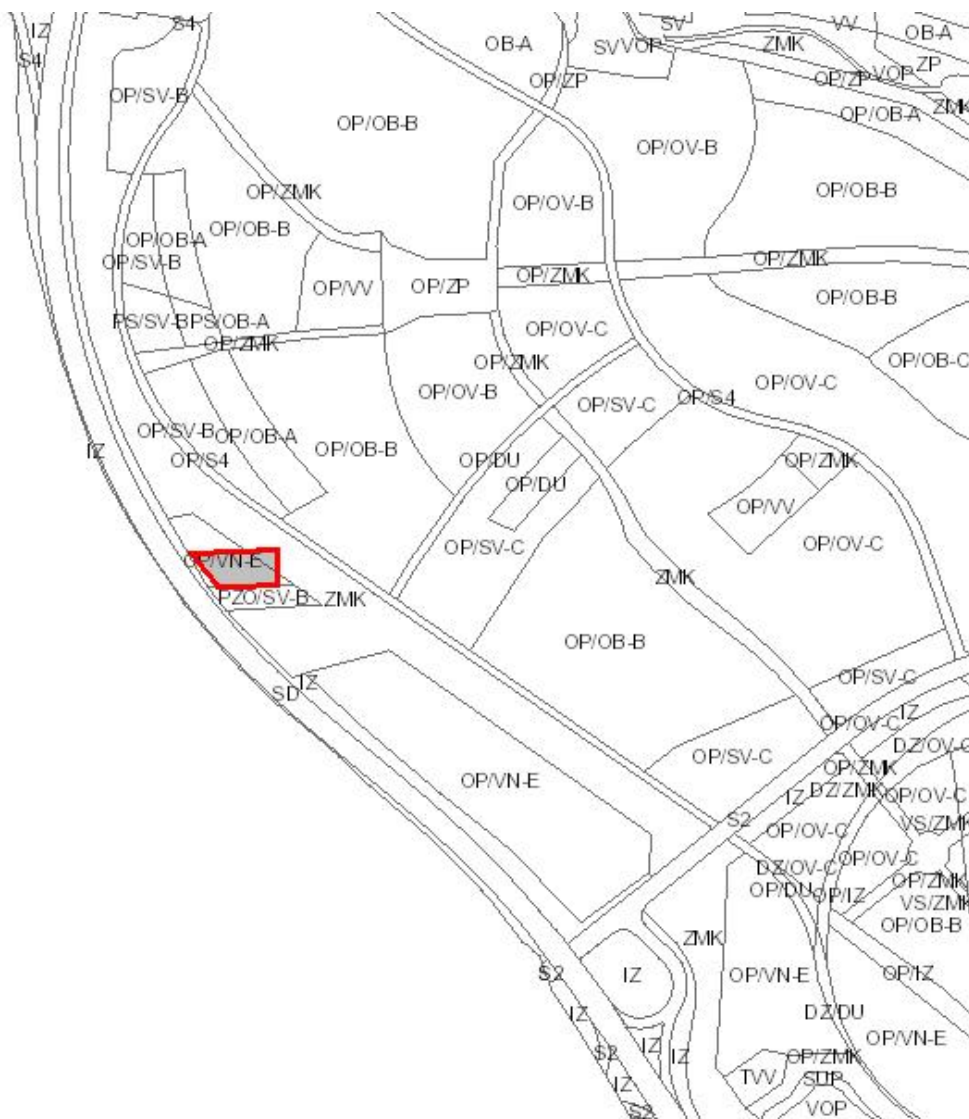 IZ
S4
SV
VV
OB-A
OB-A
SV
VOP
ZMK
S4
ZP
OP/ZP
OP/ZP
VOP
OP/SV-B
ZMK
OP/OB-A
OP/OB-B
OP/OV-B
OP/ZMK
OP/OB-B
OP/OV-B
OP/OB-B
OP/OB-A
OP/SV-B
OP/ZMK
OP/ZMK
OP/VV
OP/ZP
OP/OB-B
PS/SV-B
PS/OB-A
OP/OV-C
OP/ZMK
OP/ZMK
OP/OB-C
OP/OV-B
OP/OV-C
OP/S4
OP/SV-C
OP/SV-B
OP/OB-A
OP/OB-B
IZ
OP/S4
OP/DU
OP/ZMK
OP/DU
OP/VV
OP/SV-C
OP/OV-C
OP/VN-E
ZMK
PZO/SV-B
ZMK
OP/OB-B
OP/SV-C
IZ
SD
IZ
OP/OV-C
DZ/OV-C
OP/SV-C
OP/ZMK
OP/VN-E
DZ/ZMK
IZ
OP/OV-C
S2
VS/ZMK
OP/OV-C
OP/OV-C
DZ/OV-C
OP/ZMK
OP/DU
OP/IZ
VS/ZMK
OP/OB-B
ZMK
S2
IZ
OP/VN-E
OP/IZ
IZ
DZ/DU
OP/VN-E
IZ
S2
IZ
OP/ZMK
IZ
TVV
SUP
S2
VOP